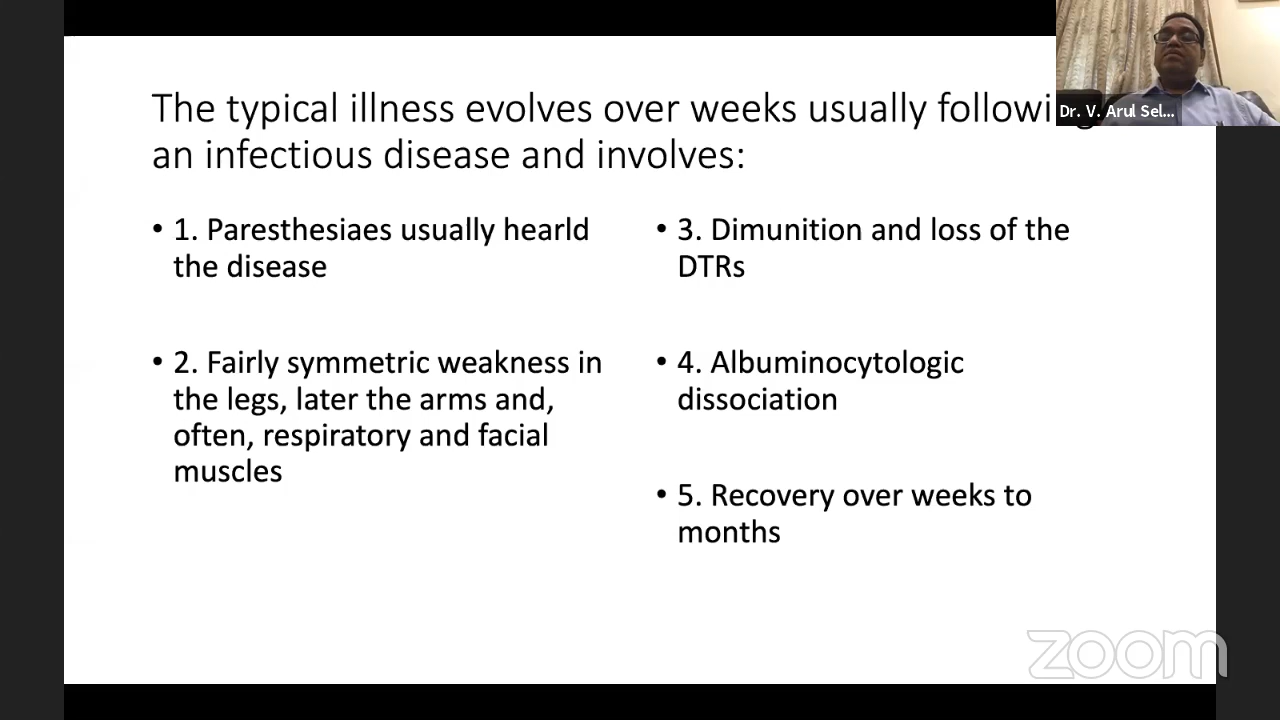 The typical illness evolves over weeks usually following
an infectious disease and involves:
• 1. Paresthesiaes usually hearld
the disease
• 2. Fairly symmetric weakness in
the legs, later the arms and,
often, respiratory and facial
muscles
• 3. Dimunition and loss of the
DTRs
• 4. Albuminocytologic
dissociation
• 5. Recovery over weeks to
months
Dr. V. Arul Sel...
zoom